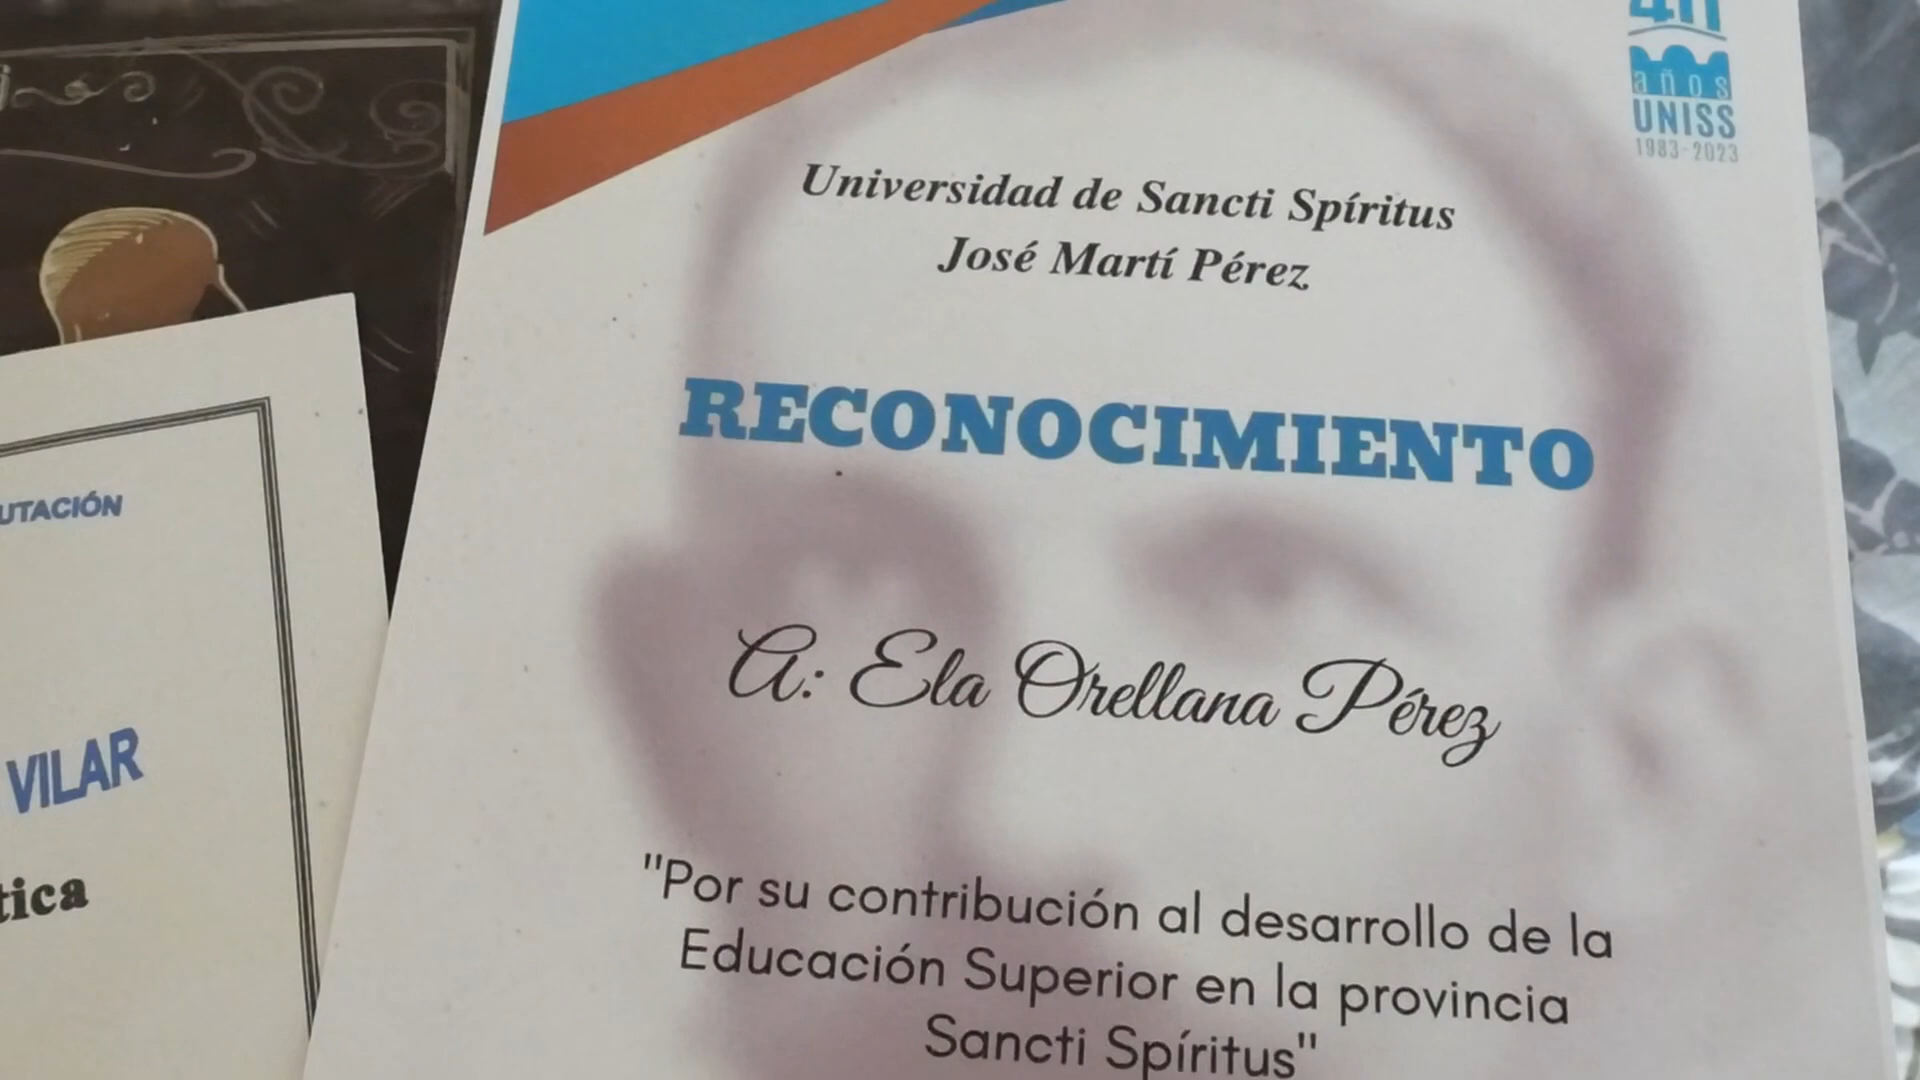 40
años
UNISS
1983-2023
Universidad de Sancti Spíritus
José Martí Pérez
RECONOCIMIENTO
A: Ela Orellana Pérez
"Por su contribución al desarrollo de la
Educación Superior en la provincia
Sancti Spíritus"
UTACIÓN
VILAR
tica